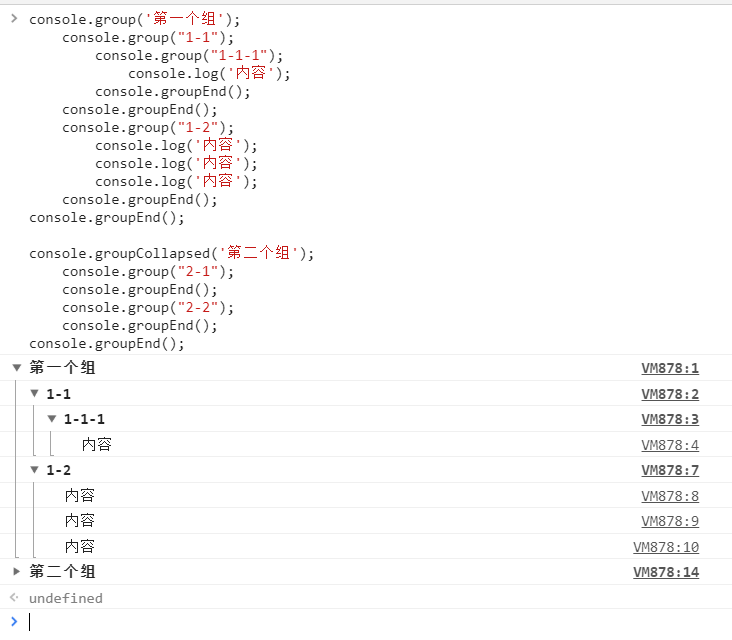 console.group('第一个组');
console.group("1-1");
console.group("1-1-1");
console.log('内容');
console.groupEnd();
console.groupEnd();
console.group("1-2");
console.log('内容');
console.log('内容');
console.log('内容');
console.groupEnd();
console.groupEnd();
console.groupCollapsed('第二个组');
console.group("2-1");
console.groupEnd();
console.group("2-2");
console.groupEnd();
console.groupEnd();
第一个组 VM878:1
1-1 VM878:2
1-1-1 VM878:3
内容 VM878:4
1-2 VM878:7
内容 VM878:8
内容 VM878:9
内容 VM878:10
第二个组 VM878:14
undefined